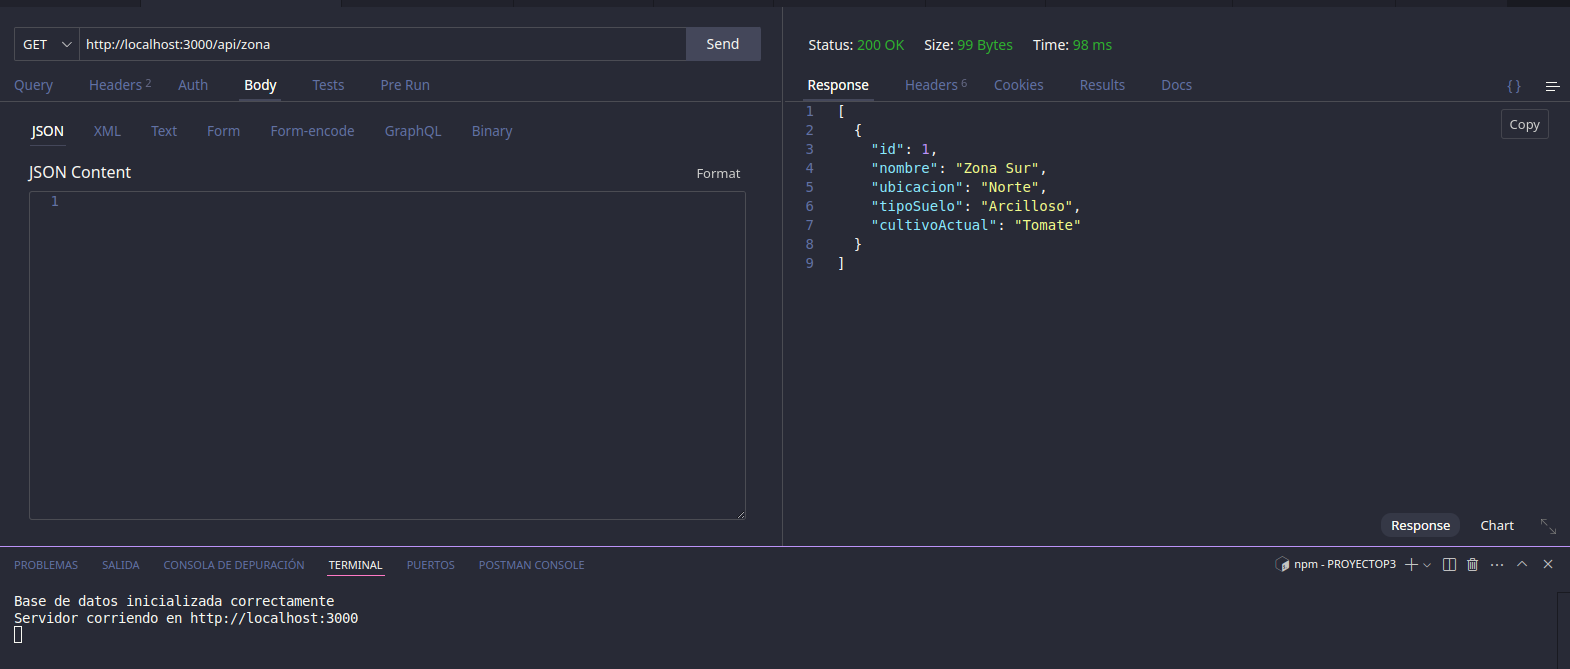 GET http://localhost:3000/api/zona Send
Query Headers 2 Auth Body Tests Pre Run
JSON XML Text Form Form-encode GraphQL Binary
JSON Content Format
1
Status: 200 OK Size: 99 Bytes Time: 98 ms
Response Headers 6 Cookies Results Docs { }
Copy
1 [
2 {
3 "id": 1,
4 "nombre": "Zona Sur",
5 "ubicacion": "Norte",
6 "tipoSuelo": "Arcilloso",
7 "cultivoActual": "Tomate"
8 }
9 ]
Response Chart
PROBLEMAS SALIDA CONSOLA DE DEPURACIÓN TERMINAL PUERTOS POSTMAN CONSOLE npm - PROYECTOP3
Base de datos inicializada correctamente
Servidor corriendo en http://localhost:3000